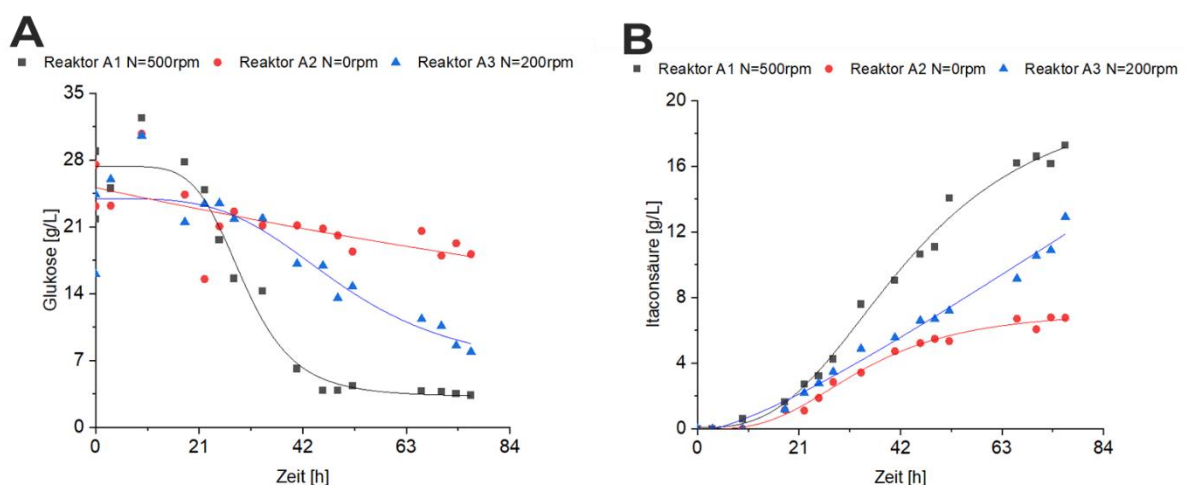 A
Reaktor A1 N=500rpm Reaktor A2 N=0rpm Reaktor A3 N=200rpm
35
28
21
14
7
0
Glukose [g/L]
0 21 42 63 84
Zeit [h]
B
Reaktor A1 N=500rpm Reaktor A2 N=0rpm Reaktor A3 N=200rpm
20
16
12
8
4
0
Itaconsäure [g/L]
0 21 42 63 84
Zeit [h]